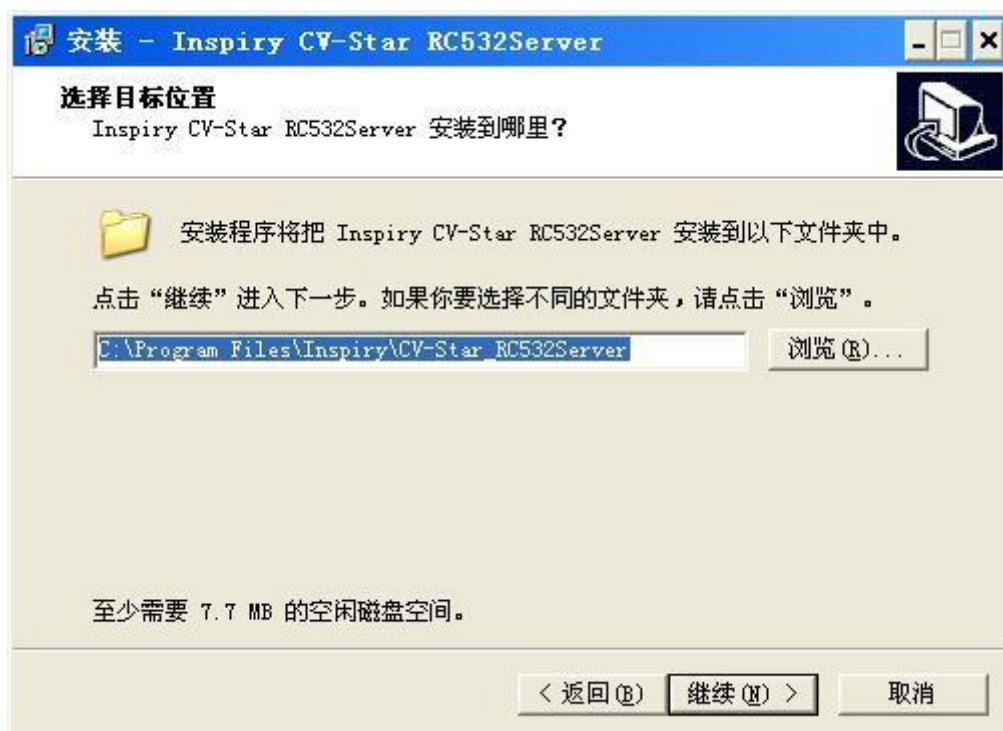 安装 - Inspiry CV-Star RC532Server
选择目标位置
Inspiry CV-Star RC532Server 安装到哪里?
安装程序将把 Inspiry CV-Star RC532Server 安装到以下文件夹中。
点击“继续”进入下一步。如果你要选择不同的文件夹，请点击“浏览”。
C:\Program Files\Inspiry\CV-Star_RC532Server
浏览(R)...
至少需要 7.7 MB 的空闲磁盘空间。
< 返回(B) 继续(N) > 取消